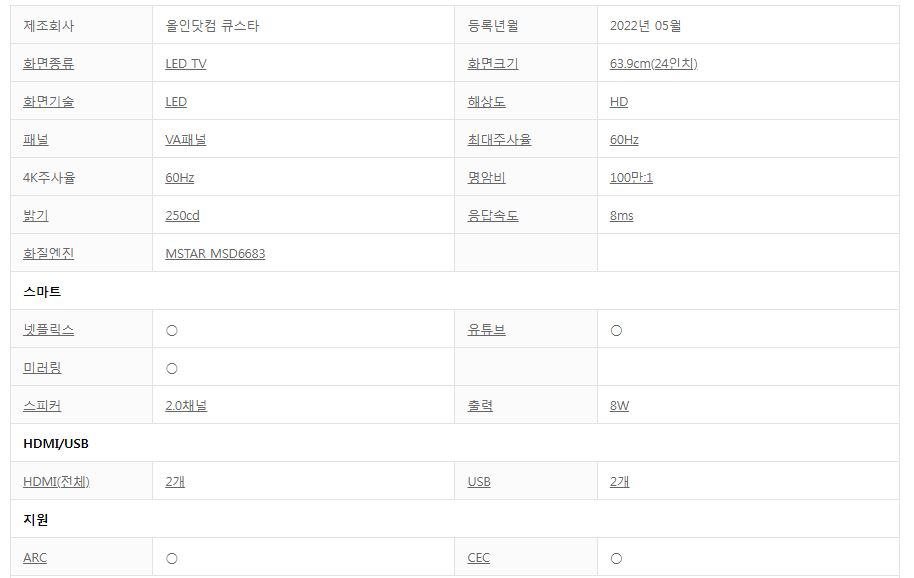 제조회사 올인닷컴 큐스타 등록년월 2022년 05월
화면종류 LED TV 화면크기 63.9cm(24인치)
화면기술 LED 해상도 HD
패널 VA패널 최대주사율 60Hz
4K주사율 60Hz 명암비 100만:1
밝기 250cd 응답속도 8ms
화질엔진 MSTAR MSD6683
스마트
넷플릭스 ○ 유튜브 ○
미러링 ○
스피커 2.0채널 출력 8W
HDMI/USB
HDMI(전체) 2개 USB 2개
지원
ARC ○ CEC ○